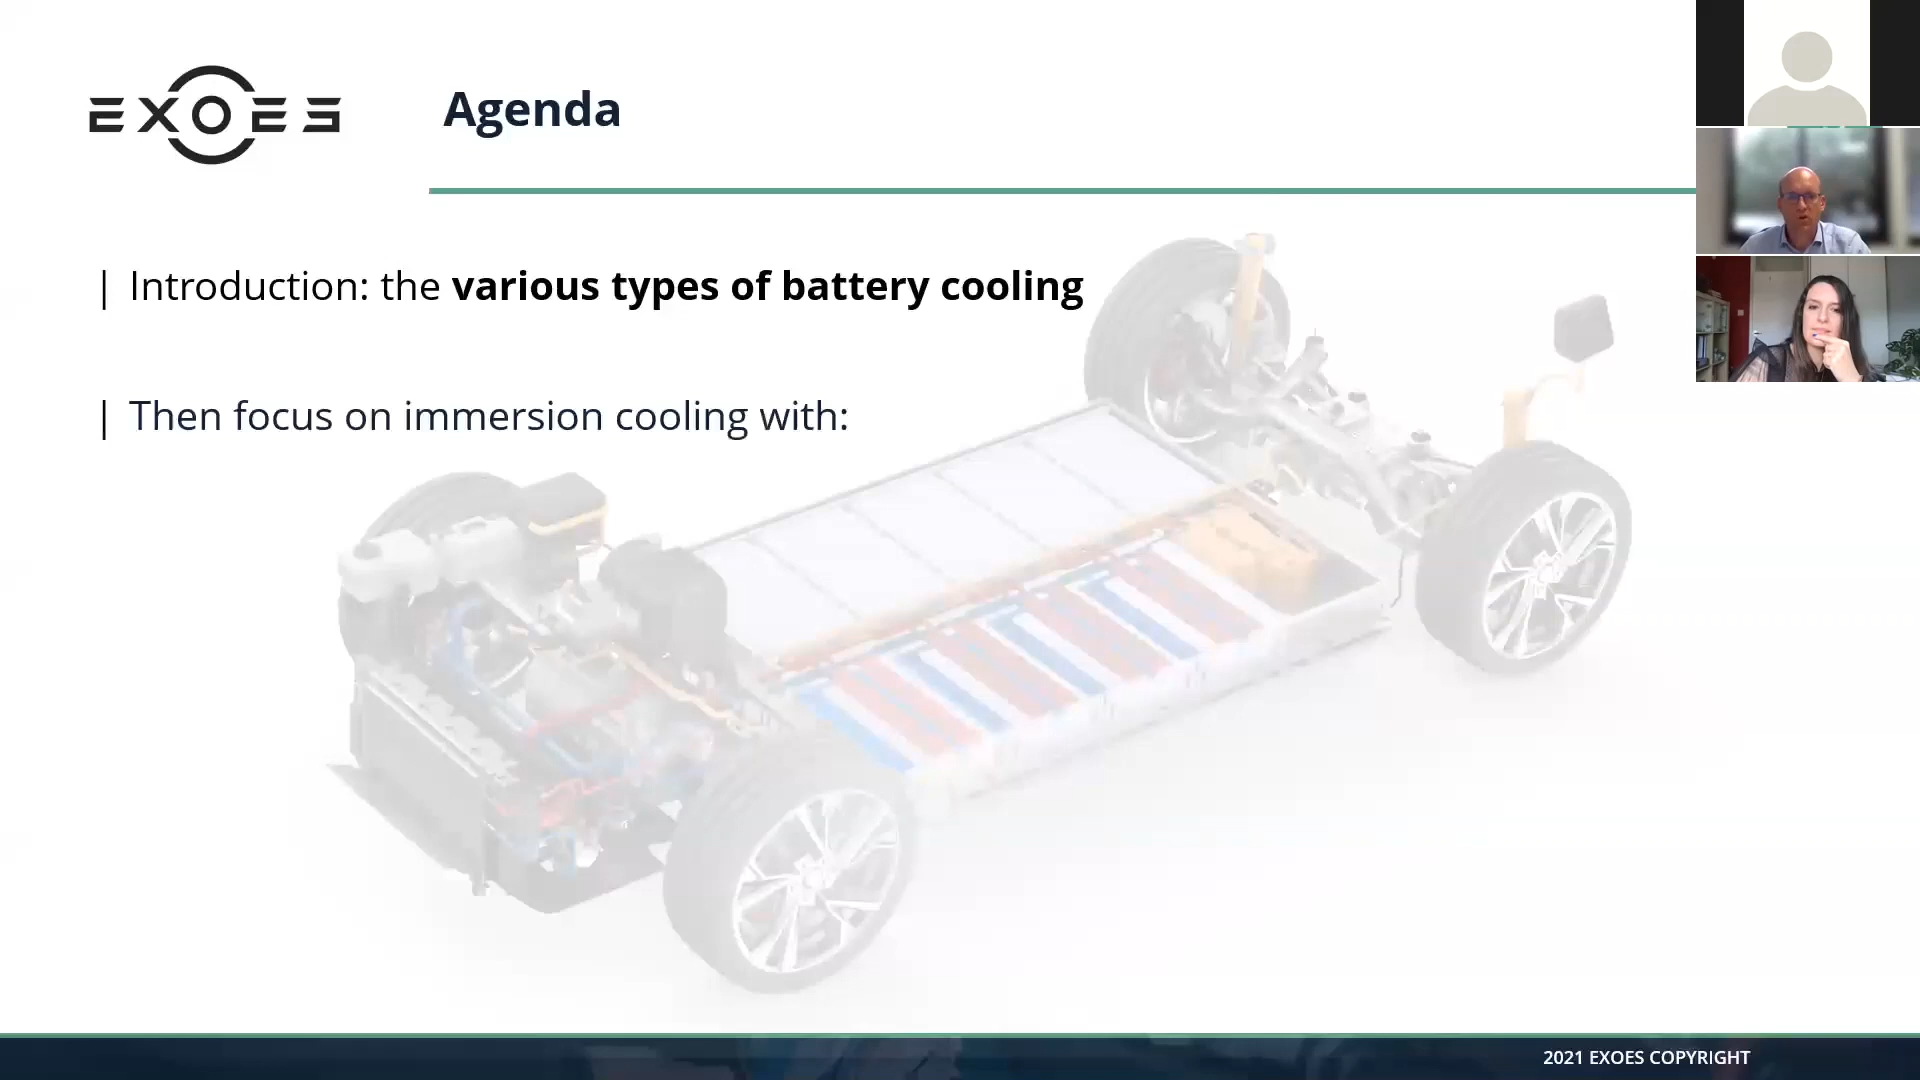 EXOES
Agenda
| Introduction: the various types of battery cooling
| Then focus on immersion cooling with:
2021 EXOES COPYRIGHT